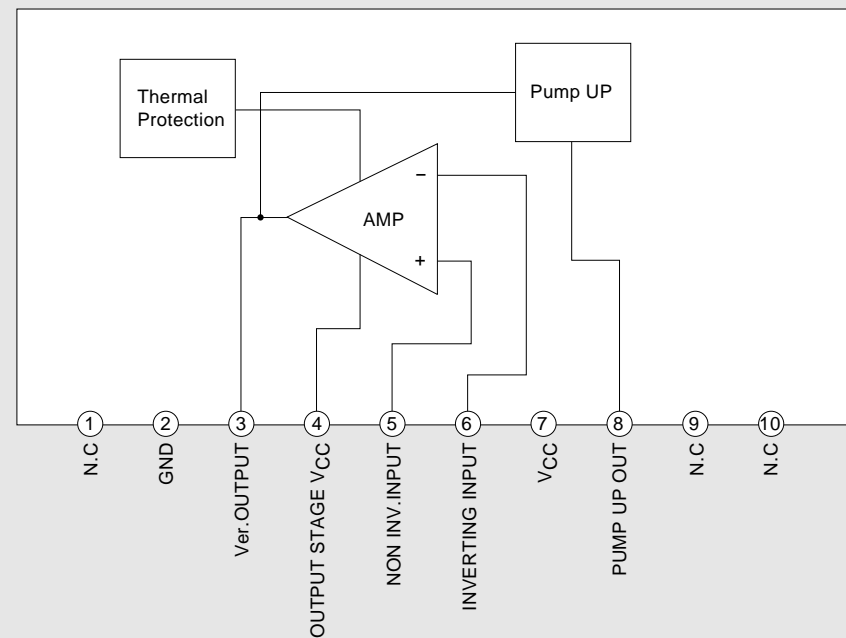 Thermal
Protection
Pump UP
−
AMP
+
1
2
3
4
5
6
7
8
9
10
N.C
GND
Ver.OUTPUT
OUTPUT STAGE VCC
NON INV.INPUT
INVERTING INPUT
VCC
PUMP UP OUT
N.C
N.C